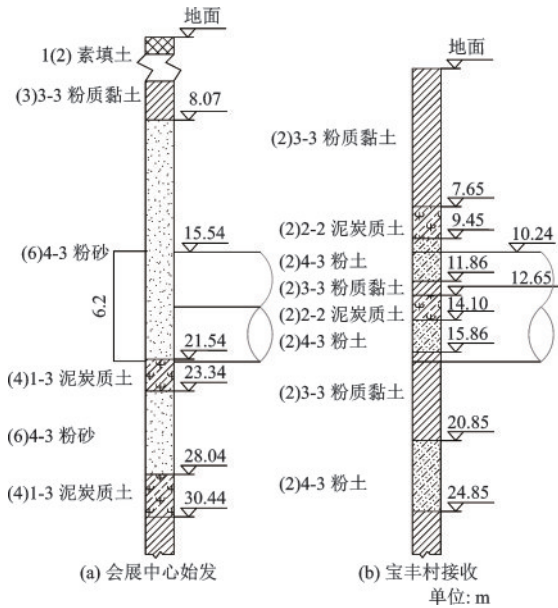 地面
1(2) 素填土
(3)3-3 粉质黏土
8.07
15.54
(6)4-3 粉砂
6.2
21.54
(4)1-3 泥炭质土
23.34
(6)4-3 粉砂
28.04
(4)1-3 泥炭质土
30.44
(a) 会展中心始发
地面
(2)3-3 粉质黏土
7.65
(2)2-2 泥炭质土
9.45
10.24
(2)4-3 粉土
11.86
12.65
(2)3-3 粉质黏土
(2)2-2 泥炭质土
14.10
(2)4-3 粉土
15.86
(2)3-3 粉质黏土
20.85
(2)4-3 粉土
24.85
(b) 宝丰村接收
单位: m